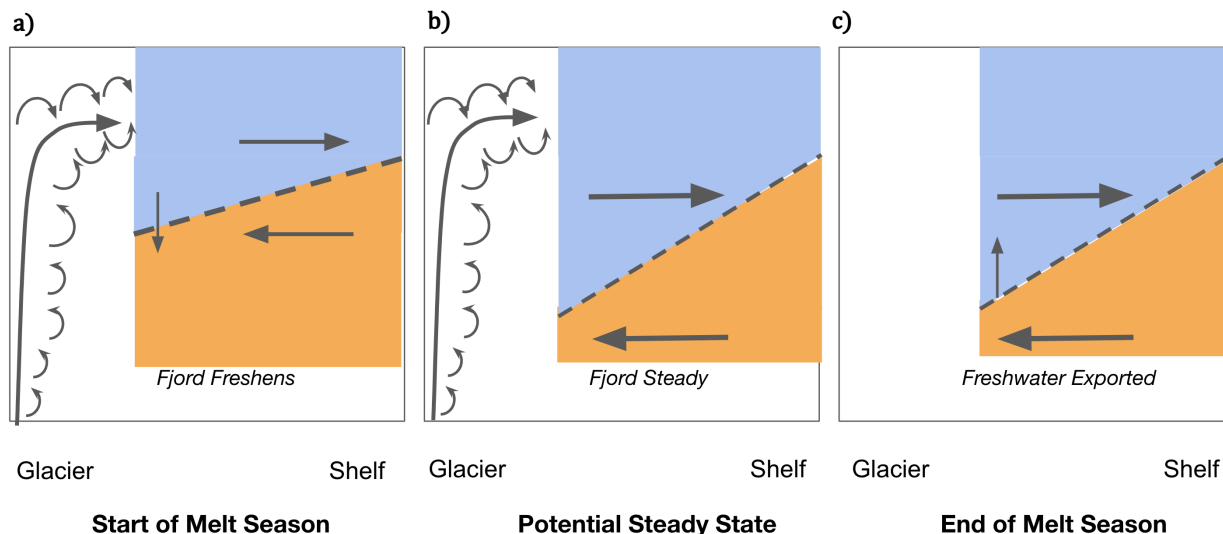 a)
b)
c)
Fjord Freshens
Fjord Steady
Freshwater Exported
Glacier
Shelf
Glacier
Shelf
Glacier
Shelf
Start of Melt Season
Potential Steady State
End of Melt Season